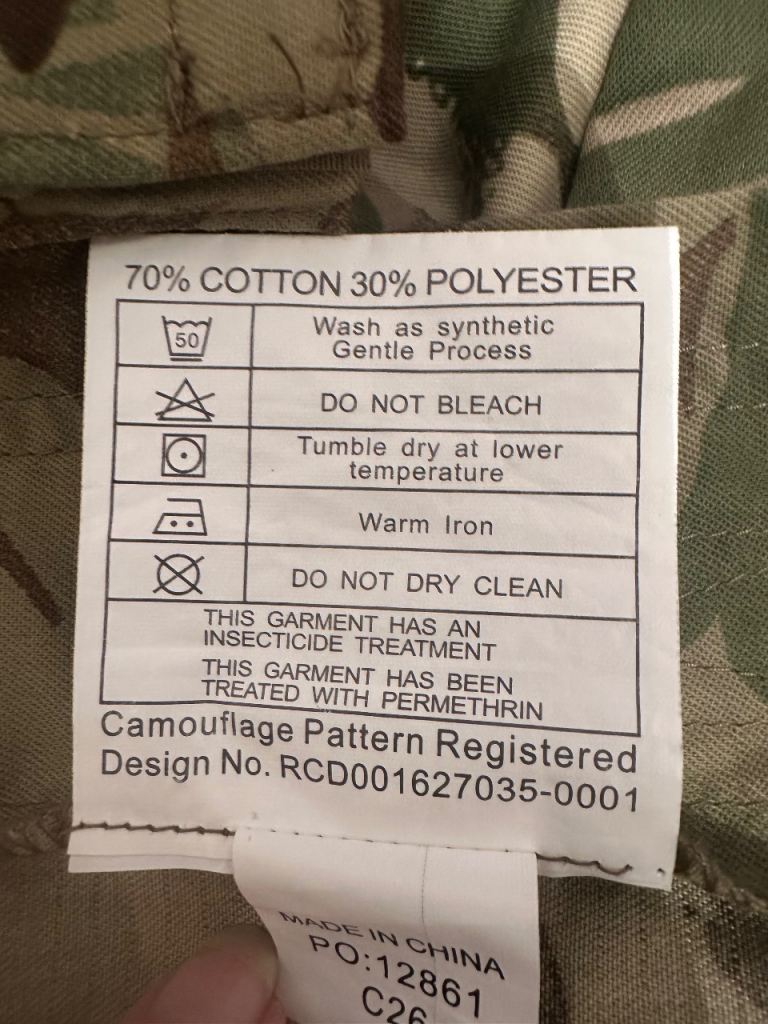 70% COTTON 30% POLYESTER
50
Wash as synthetic
Gentle Process
DO NOT BLEACH
Tumble dry at lower
temperature
Warm Iron
DO NOT DRY CLEAN
THIS GARMENT HAS AN
INSECTICIDE TREATMENT
THIS GARMENT HAS BEEN
TREATED WITH PERMETHRIN
Camouflage Pattern Registered
Design No. RCD001627035-0001
MADE IN CHINA
PO:12861
C26